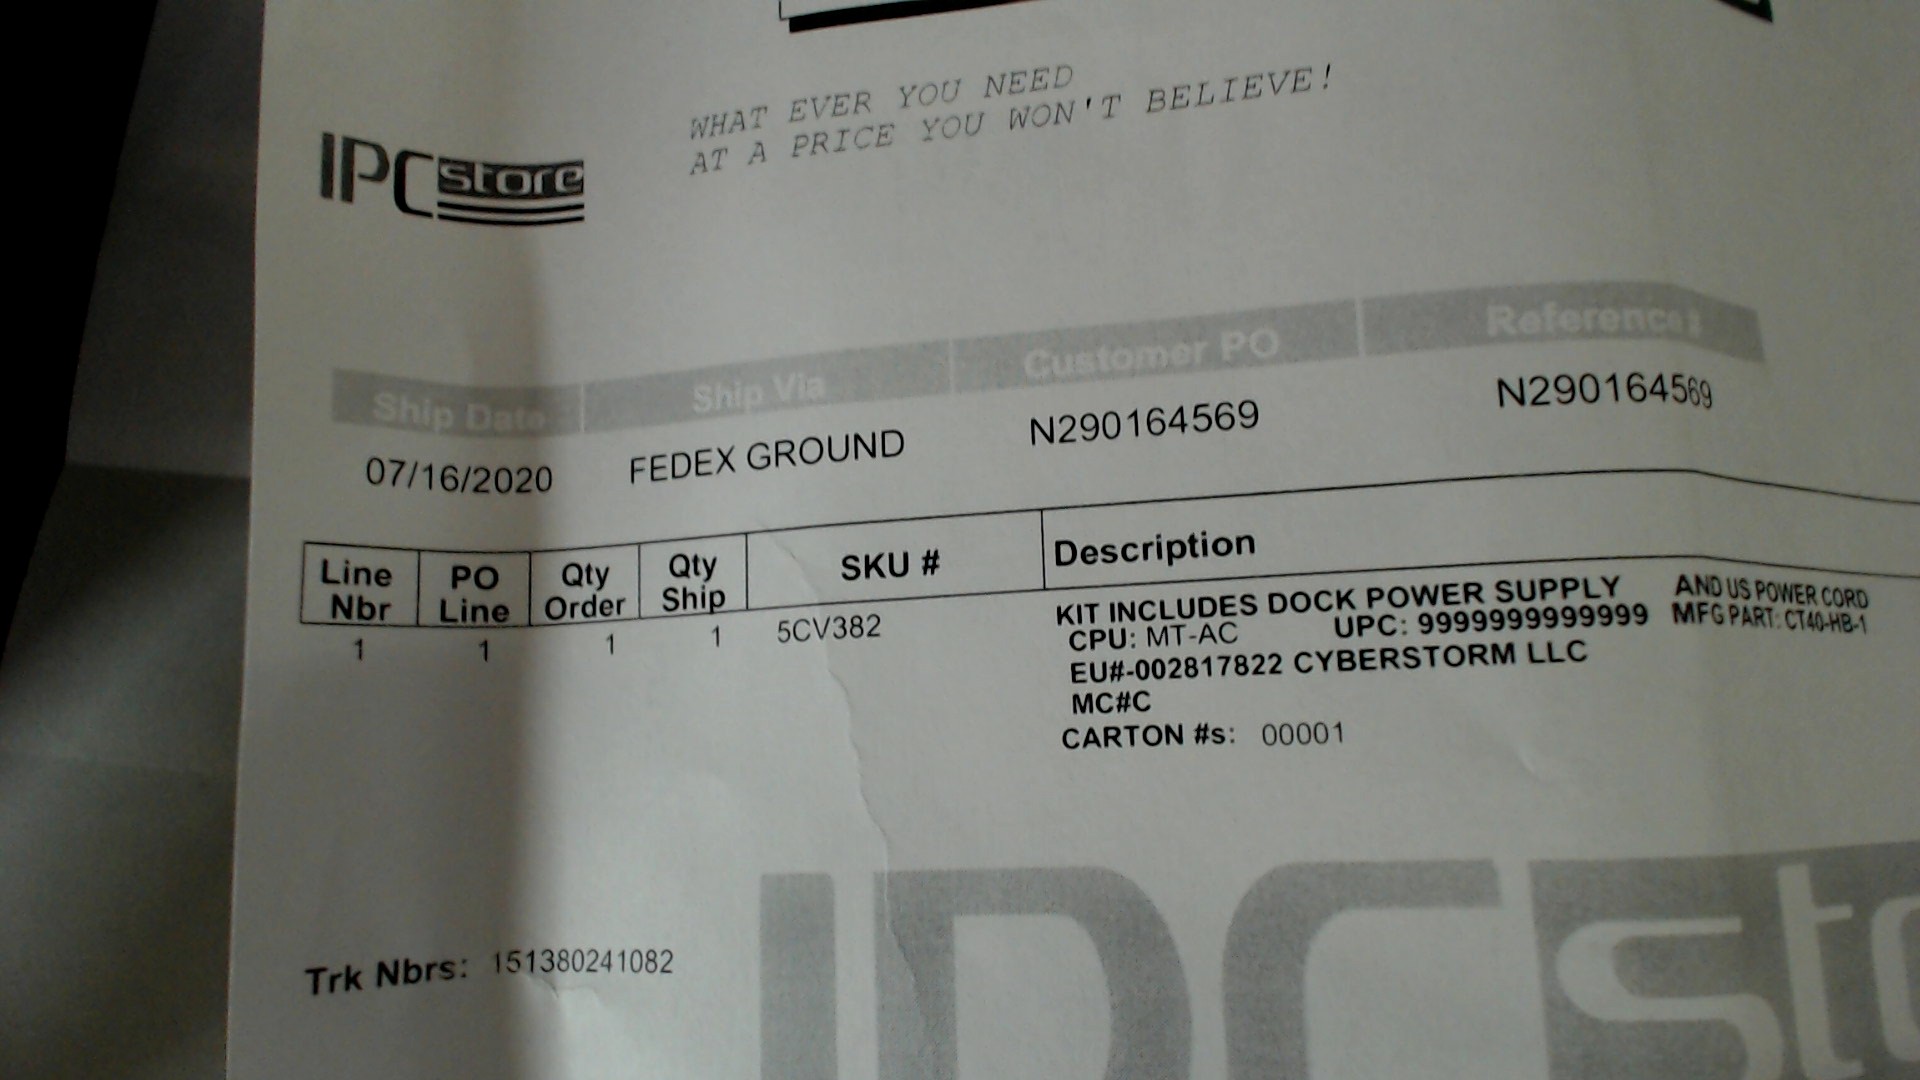 WHAT EVER YOU NEED
AT A PRICE YOU WON'T BELIEVE!
IPC store
Ship Date Ship Via Customer PO Reference
07/16/2020 FEDEX GROUND N290164569 N290164569
Line Nbr PO Line Qty Order Qty Ship SKU # Description
1 1 1 1 5CV382 KIT INCLUDES DOCK POWER SUPPLY AND US POWER CORD
CPU: MT-AC UPC: 9999999999999 MFG PART: CT40-HB-1
EU#-002817822 CYBERSTORM LLC
MC#C
CARTON #s: 00001
Trk Nbrs: 151380241082
IPC